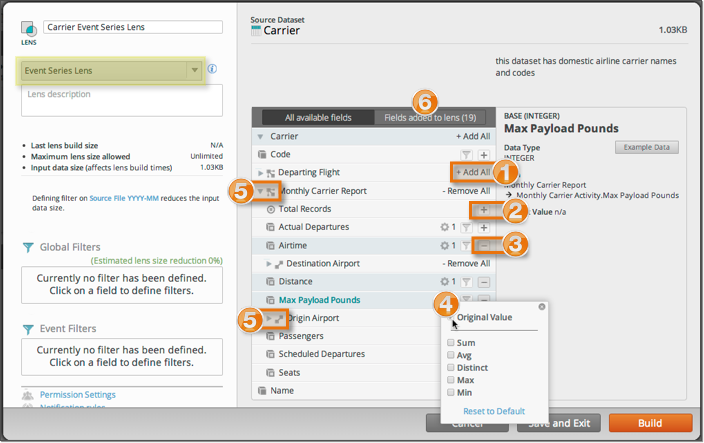 Carrier Event Series Lens
LENS
Event Series Lens
Lens description
Last lens build size N/A
Maximum lens size allowed Unlimited
Input data size (affects lens build times) 1.03KB
Defining filter on Source File YYYY-MM reduces the
input data size.
Global Filters
(Estimated lens size reduction 0%)
Currently no filter has been defined.
Click on a field to define filters.
Event Filters
Currently no filter has been defined.
Click on a field to define filters.
Permission Settings
Notification rules
Source Dataset
Carrier 1.03KB
this dataset has domestic airline carrier names
and codes
6
All available fields Fields added to lens (19)
Carrier + Add All
Code +
Departing Flight + Add All
1
5
Monthly Carrier Report - Remove All
Total Records +
2
Actual Departures 1 +
Airtime 1 −
3
Destination Airport - Remove All
Distance 1 −
Max Payload Pounds
4
5
Origin Airport
Passengers
Scheduled Departures
Seats
Name
Original Value
Sum
Avg
Distinct
Max
Min
Reset to Default
BASE (INTEGER)
Max Payload Pounds
Data Type Example Data
INTEGER
Monthly Carrier Report
→ Monthly Carrier Activity.Max Payload Pounds
Value n/a
Cancel Save and Exit Build